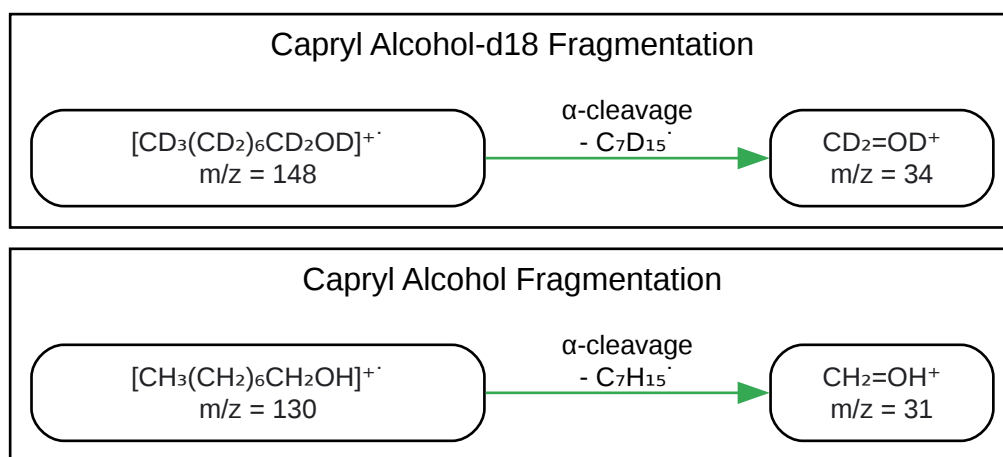 Capryl Alcohol-d18 Fragmentation
[CD₃(CD₂)₆CD₂OD]⁺˙
m/z = 148
α-cleavage
- C₇D₁₅˙
CD₂=OD⁺
m/z = 34
Capryl Alcohol Fragmentation
[CH₃(CH₂)₆CH₂OH]⁺˙
m/z = 130
α-cleavage
- C₇H₁₅˙
CH₂=OH⁺
m/z = 31